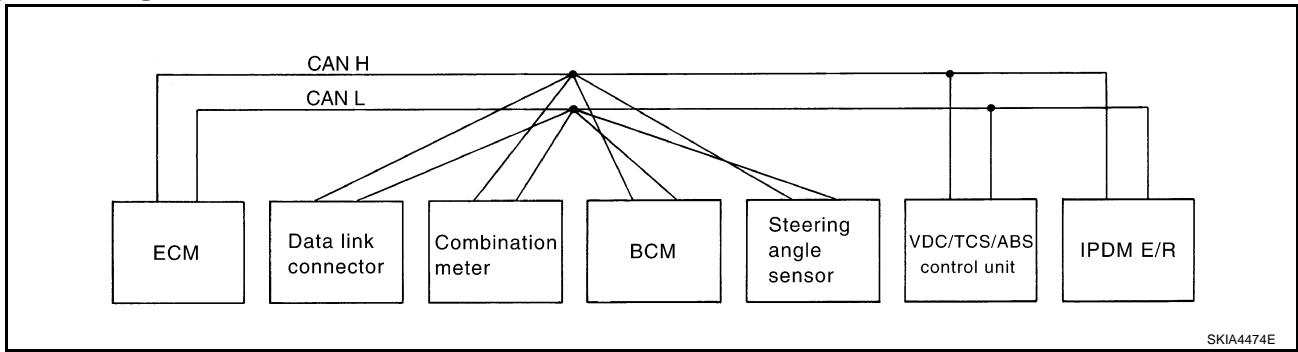 CAN H
CAN L
ECM
Data link
connector
Combination
meter
BCM
Steering
angle
sensor
VDC/TCS/ABS
control unit
IPDM E/R
SKIA4474E